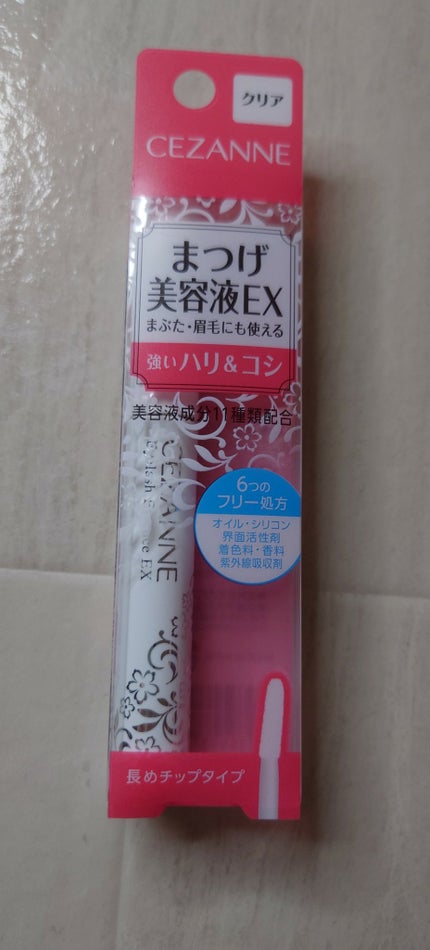 クリア
CEZANNE
まつげ
美容液EX
まぶた・眉毛にも使える
強いハリ&コシ
美容液成分11種類配合
CEZANNE
6つの
フリー処方
オイル・シリコン
界面活性剤
着色料・香料
紫外線吸収剤
長めチップタイプ